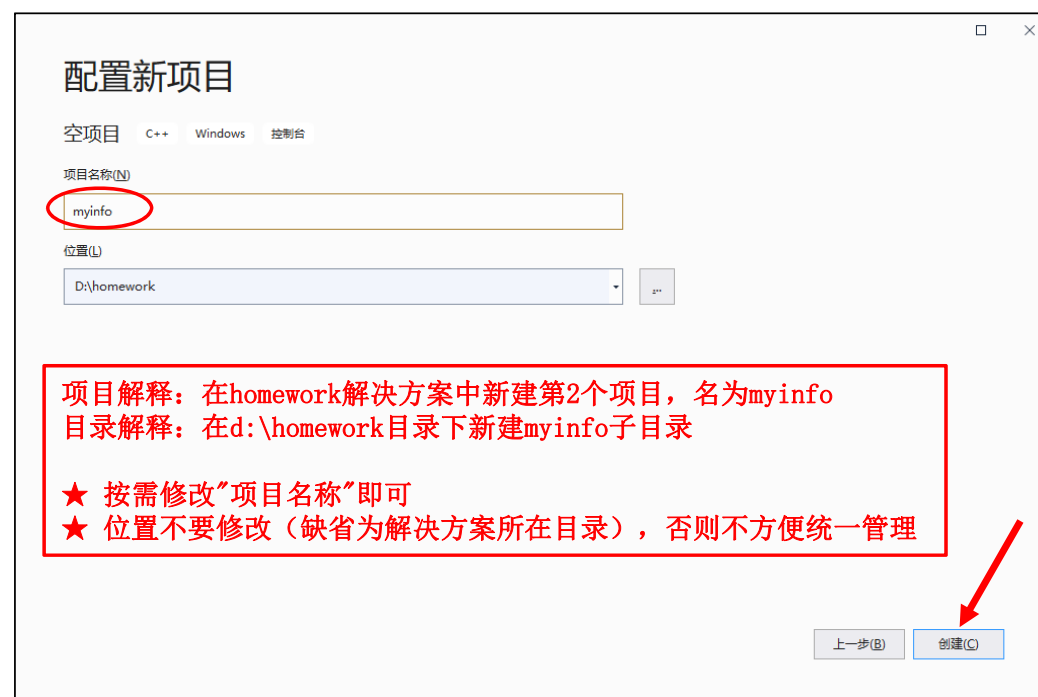 配置新项目
空项目 C++ Windows 控制台
项目名称(N)
myinfo
位置(L)
D:\homework
...
项目解释：在homework解决方案中新建第2个项目，名为myinfo
目录解释：在d:\homework目录下新建myinfo子目录
★ 按需修改"项目名称"即可
★ 位置不要修改（缺省为解决方案所在目录），否则不方便统一管理
上一步(B) 创建(C)